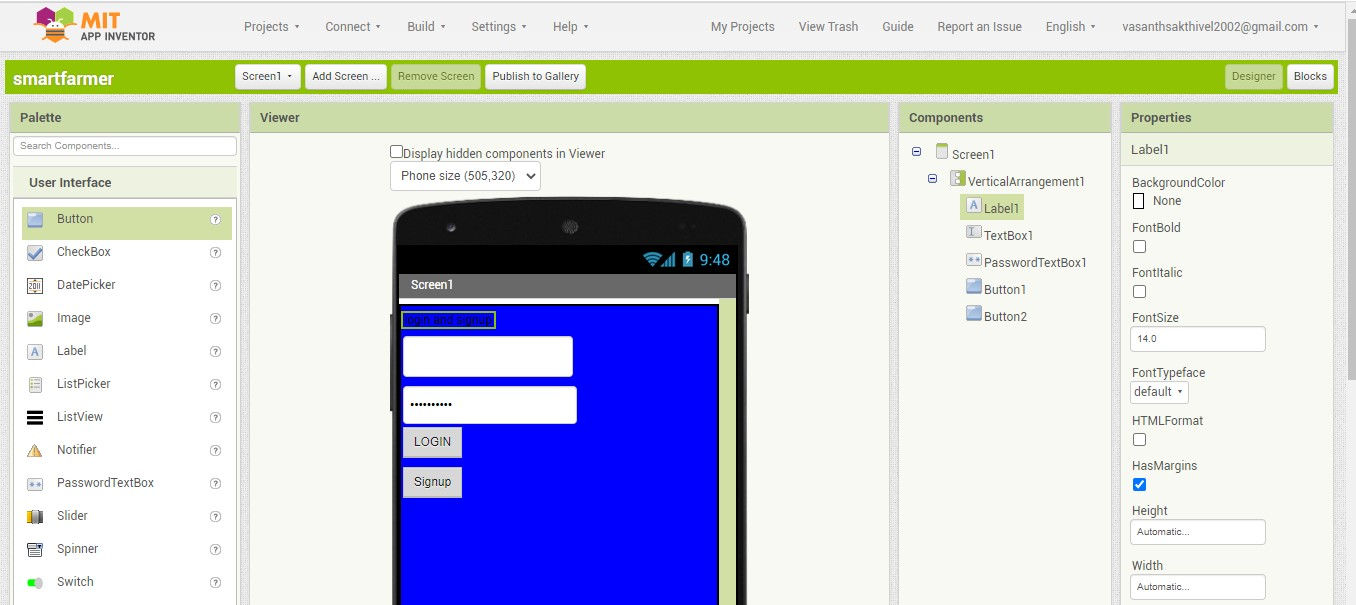 MIT
APP INVENTOR
Projects Connect Build Settings Help My Projects View Trash Guide Report an Issue English vasanthsakthivel2002@gmail.com
smartfarmer Screen1 Add Screen ... Remove Screen Publish to Gallery Designer Blocks
Palette
Search Components...
User Interface
Button ?
CheckBox ?
DatePicker ?
Image ?
Label ?
ListPicker ?
ListView ?
Notifier ?
PasswordTextBox ?
Slider ?
Spinner ?
Switch ?
Viewer
Display hidden components in Viewer
Phone size (505,320)
9:48
Screen1
login and signup
••••••••••
LOGIN
Signup
Components
Screen1
VerticalArrangement1
A Label1
TextBox1
PasswordTextBox1
Button1
Button2
Properties
Label1
BackgroundColor
None
FontBold
FontItalic
FontSize
14.0
FontTypeface
default
HTMLFormat
HasMargins
Height
Automatic...
Width
Automatic...